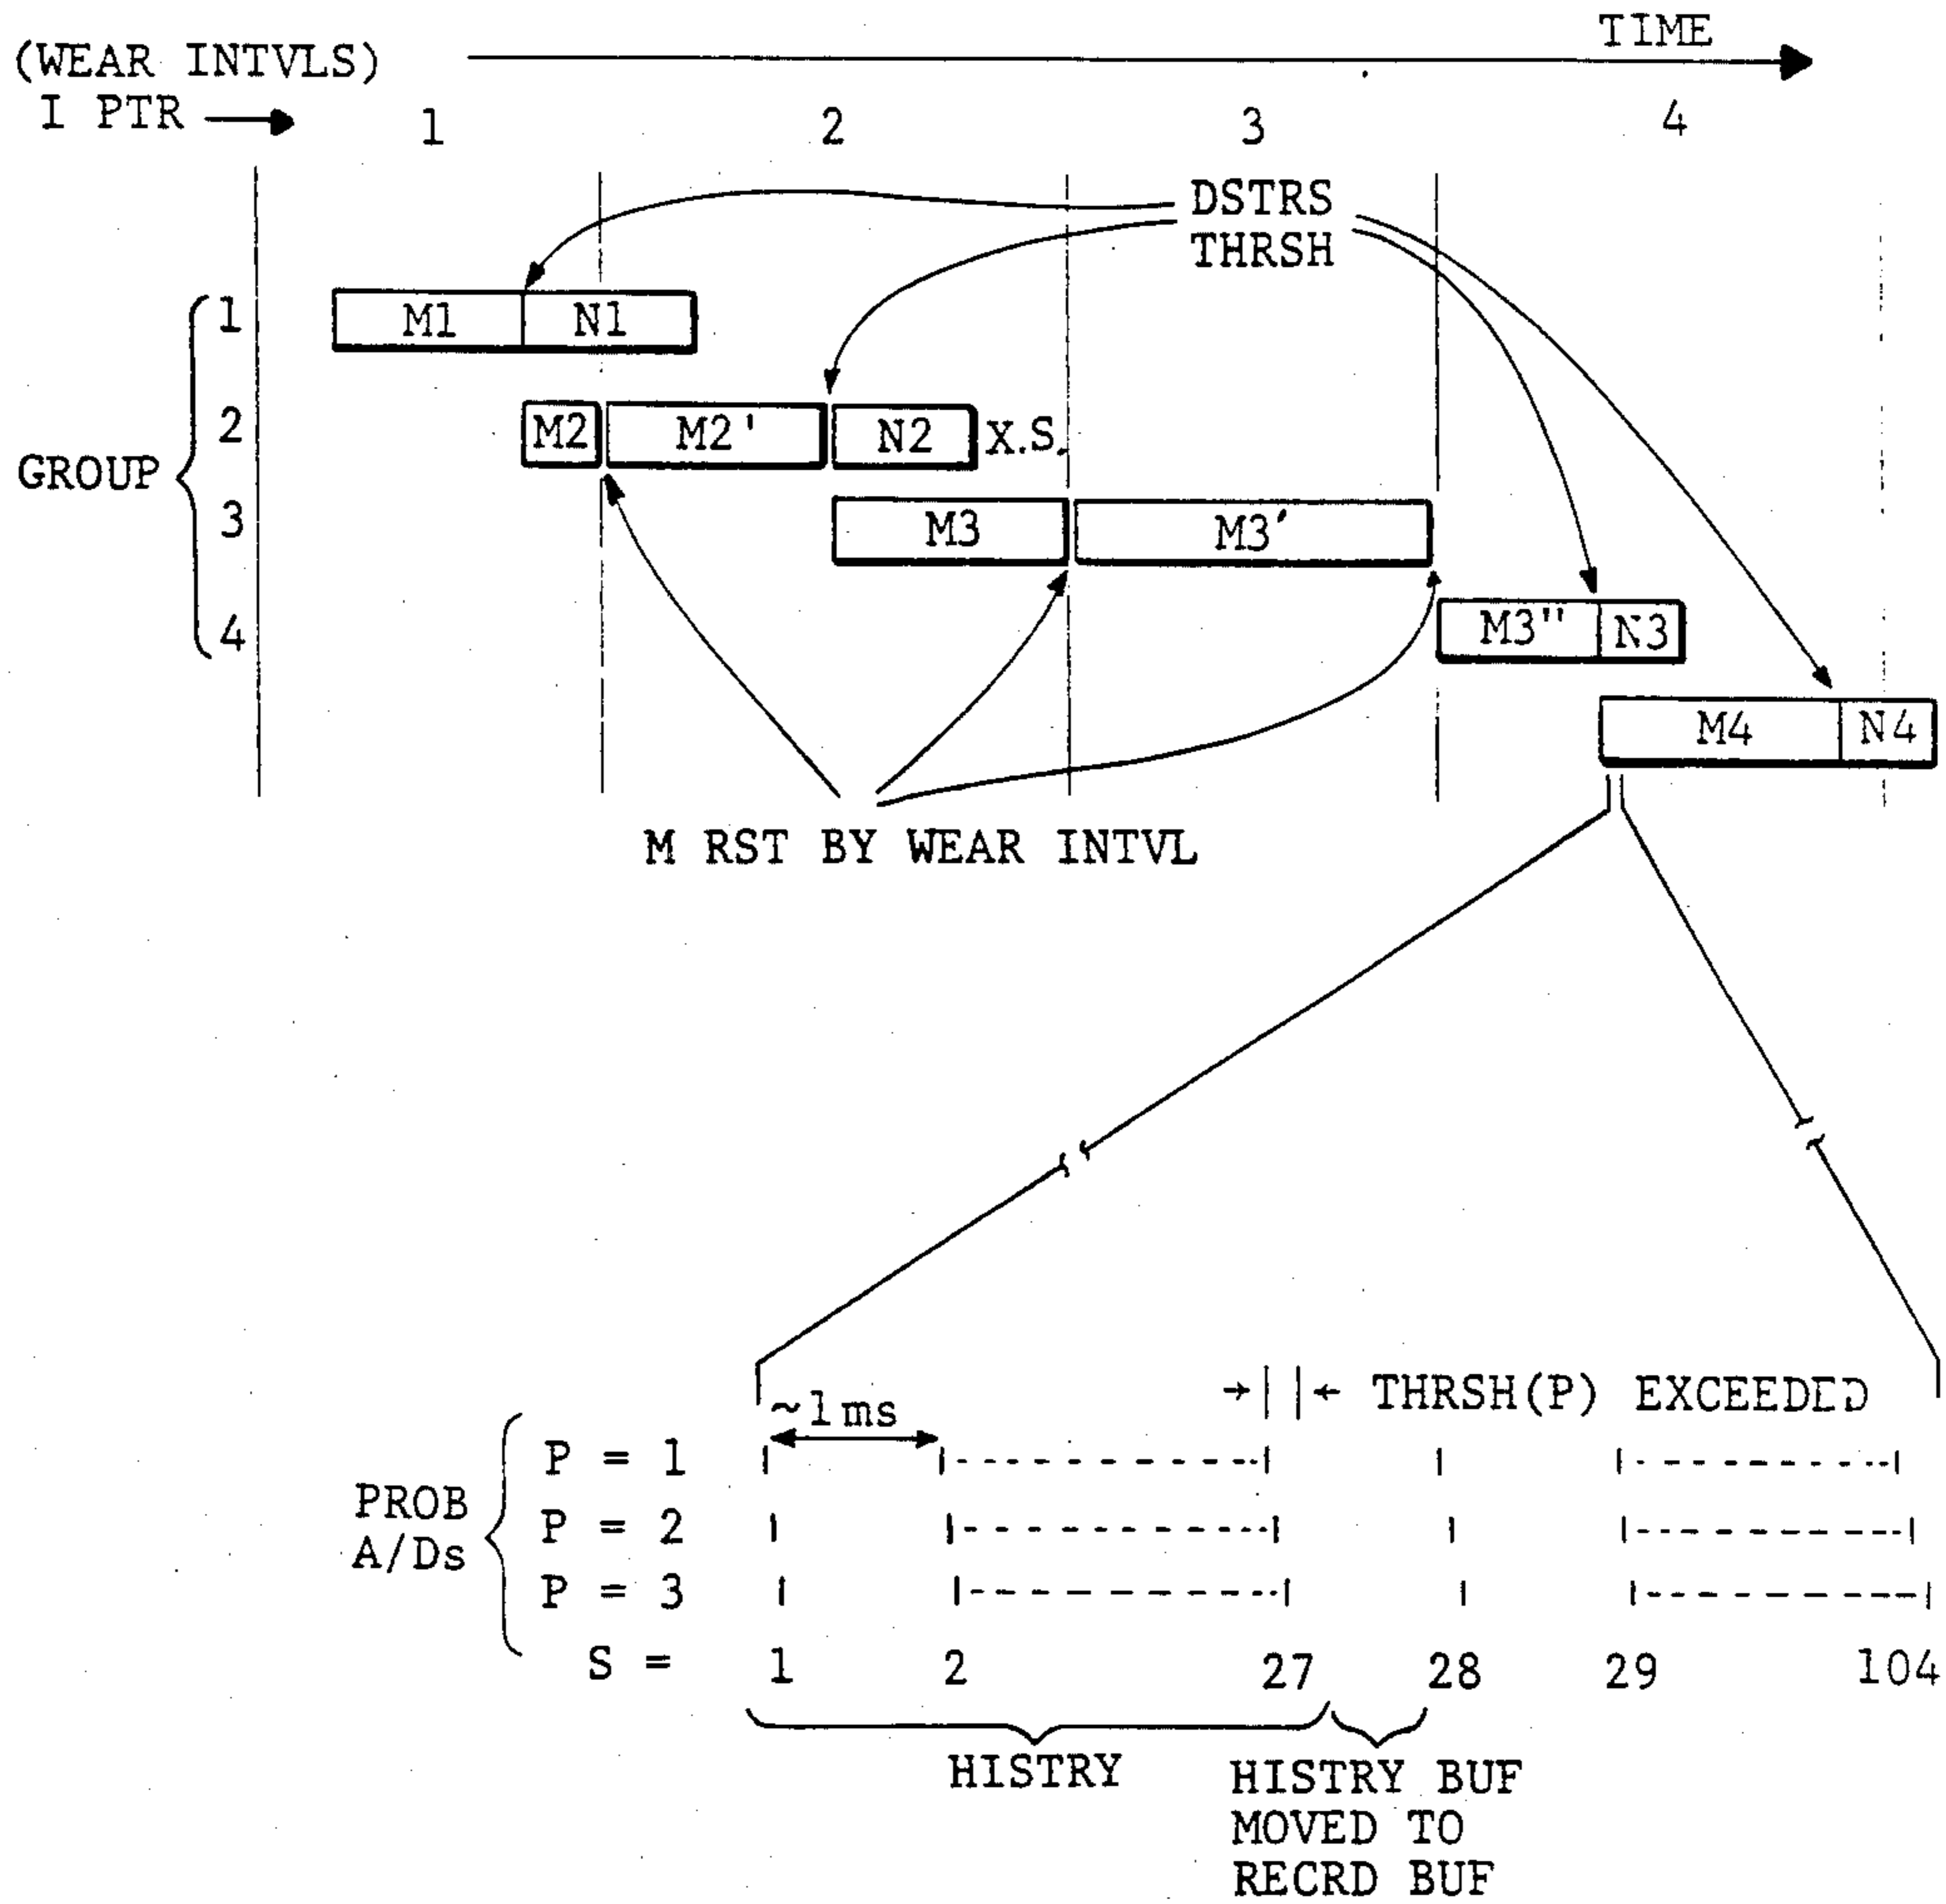 TIME
(WEAR INTVLS)
I PTR
1 2 3 4
DSTRS
THRSH
GROUP
1
M1 N1
2
M2 M2' N2 X.S.
3
M3 M3'
4
M3" N3
M4 N4
M RST BY WEAR INTVL
THRSH(P) EXCEEDED
~1ms
PROB
A/Ds
P = 1
P = 2
P = 3
S = 1 2 27 28 29 104
HISTRY
HISTRY BUF
MOVED TO
RECRD BUF